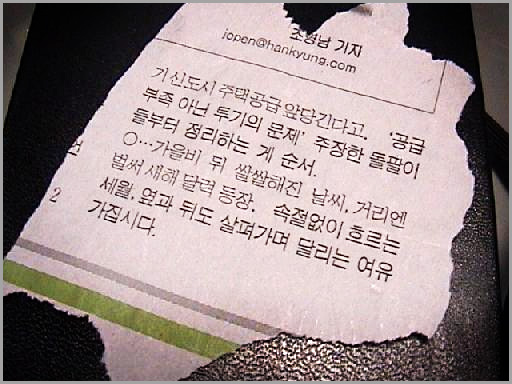 조형남 기자
jopen@hankyung.com
기 신도시 주택공급 앞당긴다고. '공급
부족 아닌 투기의 문제' 주장한 돌팔이
들부터 정리하는 게 순서.
○…가을비 뒤 쌀쌀해진 날씨. 거리엔
벌써 새해 달력 등장. 속절없이 흐르는
세월. 옆과 뒤도 살펴가며 달리는 여유
가집시다.
2